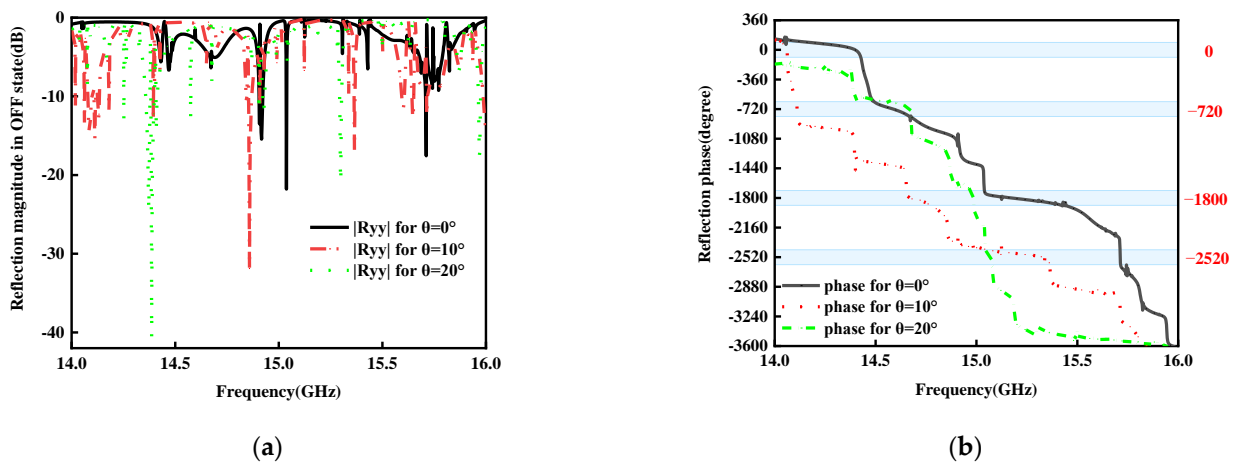 0
-10
-20
-30
-40
14.0 14.5 15.0 15.5 16.0
Reflection magnitude in OFF state(dB)
Frequency(GHz)
|Ryy| for θ=0°
|Ryy| for θ=10°
|Ryy| for θ=20°
(a)
360
0
-360
-720
-1080
-1440
-1800
-2160
-2520
-2880
-3240
-3600
14.0 14.5 15.0 15.5 16.0
Reflection phase(degree)
Frequency(GHz)
phase for θ=0°
phase for θ=10°
phase for θ=20°
0
−720
−1800
−2520
(b)